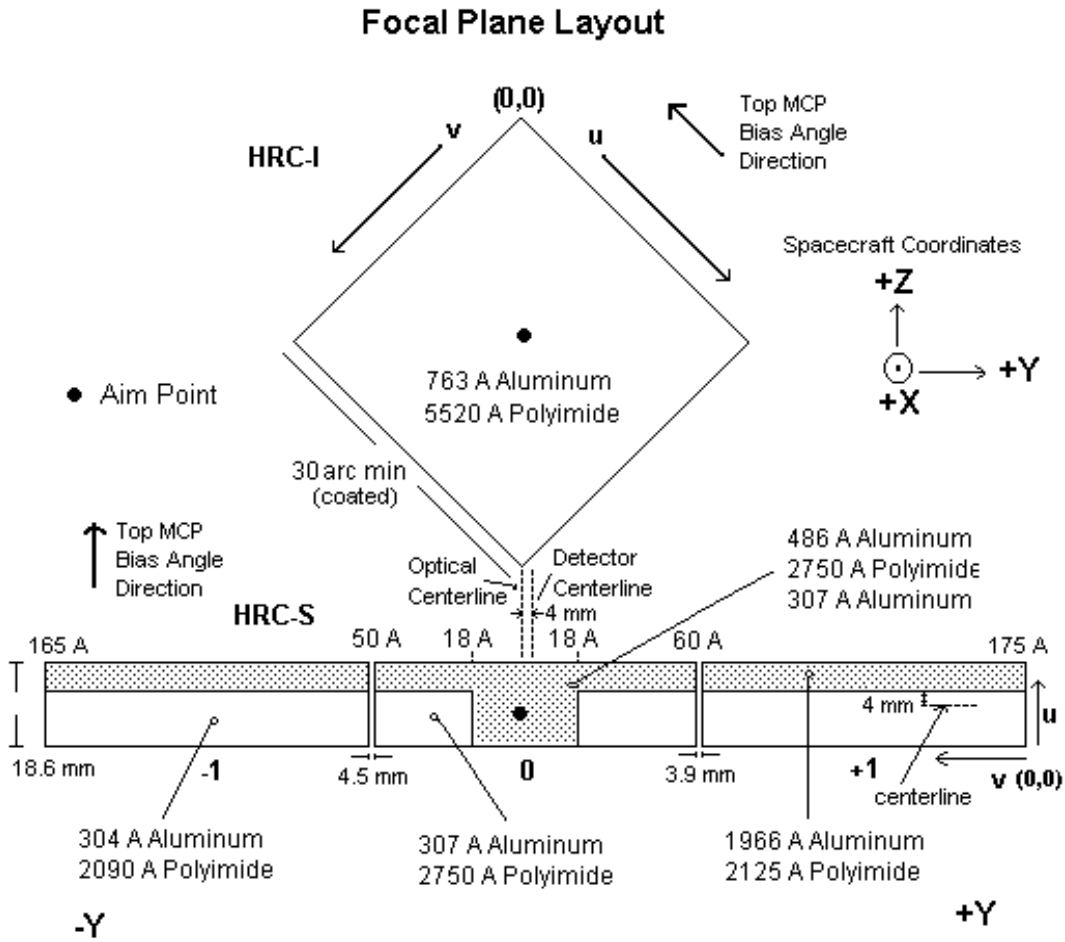 Focal Plane Layout
(0,0)
v
u
HRC-I
Top MCP
Bias Angle
Direction
Spacecraft Coordinates
+Z
+Y
+X
Aim Point
763 A Aluminum
5520 A Polyimide
30 arc min
(coated)
Top MCP
Bias Angle
Direction
Optical
Centerline
Detector
Centerline
4 mm
486 A Aluminum
2750 A Polyimide
307 A Aluminum
HRC-S
165 A
50 A
18 A
18 A
60 A
175 A
4 mm
u
18.6 mm
-1
4.5 mm
0
3.9 mm
+1
centerline
v (0,0)
304 A Aluminum
2090 A Polyimide
307 A Aluminum
2750 A Polyimide
1966 A Aluminum
2125 A Polyimide
-Y
+Y